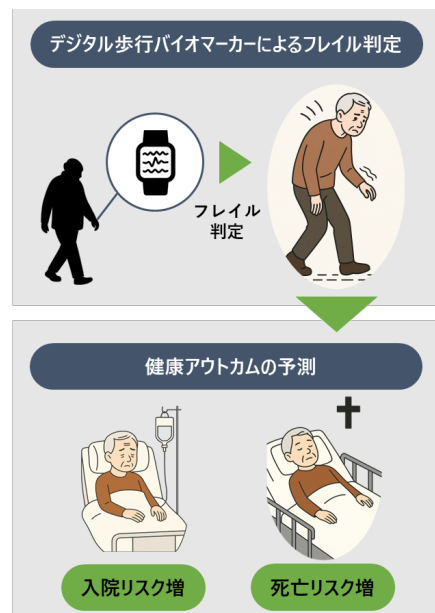 デジタル歩行バイオマーカーによるフレイル判定
フレイル
判定
健康アウトカムの予測
入院リスク増
死亡リスク増